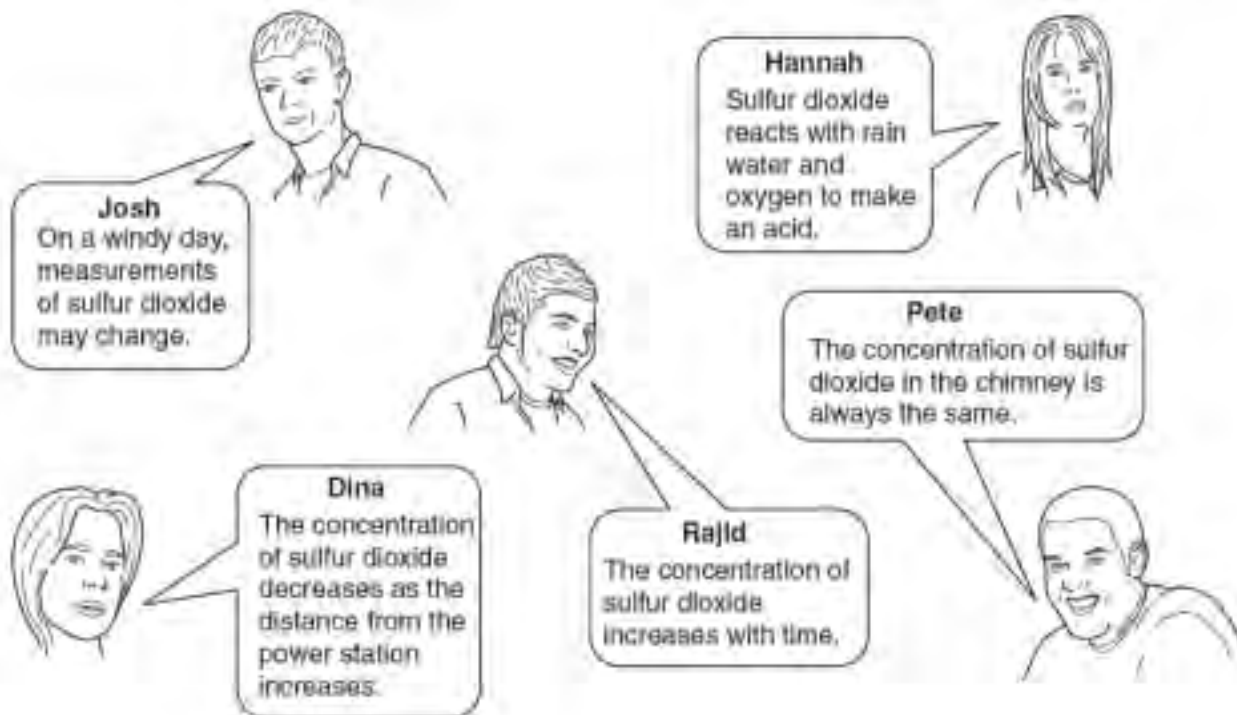 Josh
On a windy day,
measurements
of sulfur dioxide
may change.
Hannah
Sulfur dioxide
reacts with rain
water and
oxygen to make
an acid.
Pete
The concentration of sulfur
dioxide in the chimney is
always the same.
Dina
The concentration
of sulfur dioxide
decreases as the
distance from the
power station
increases.
Rajid
The concentration of
sulfur dioxide
increases with time.